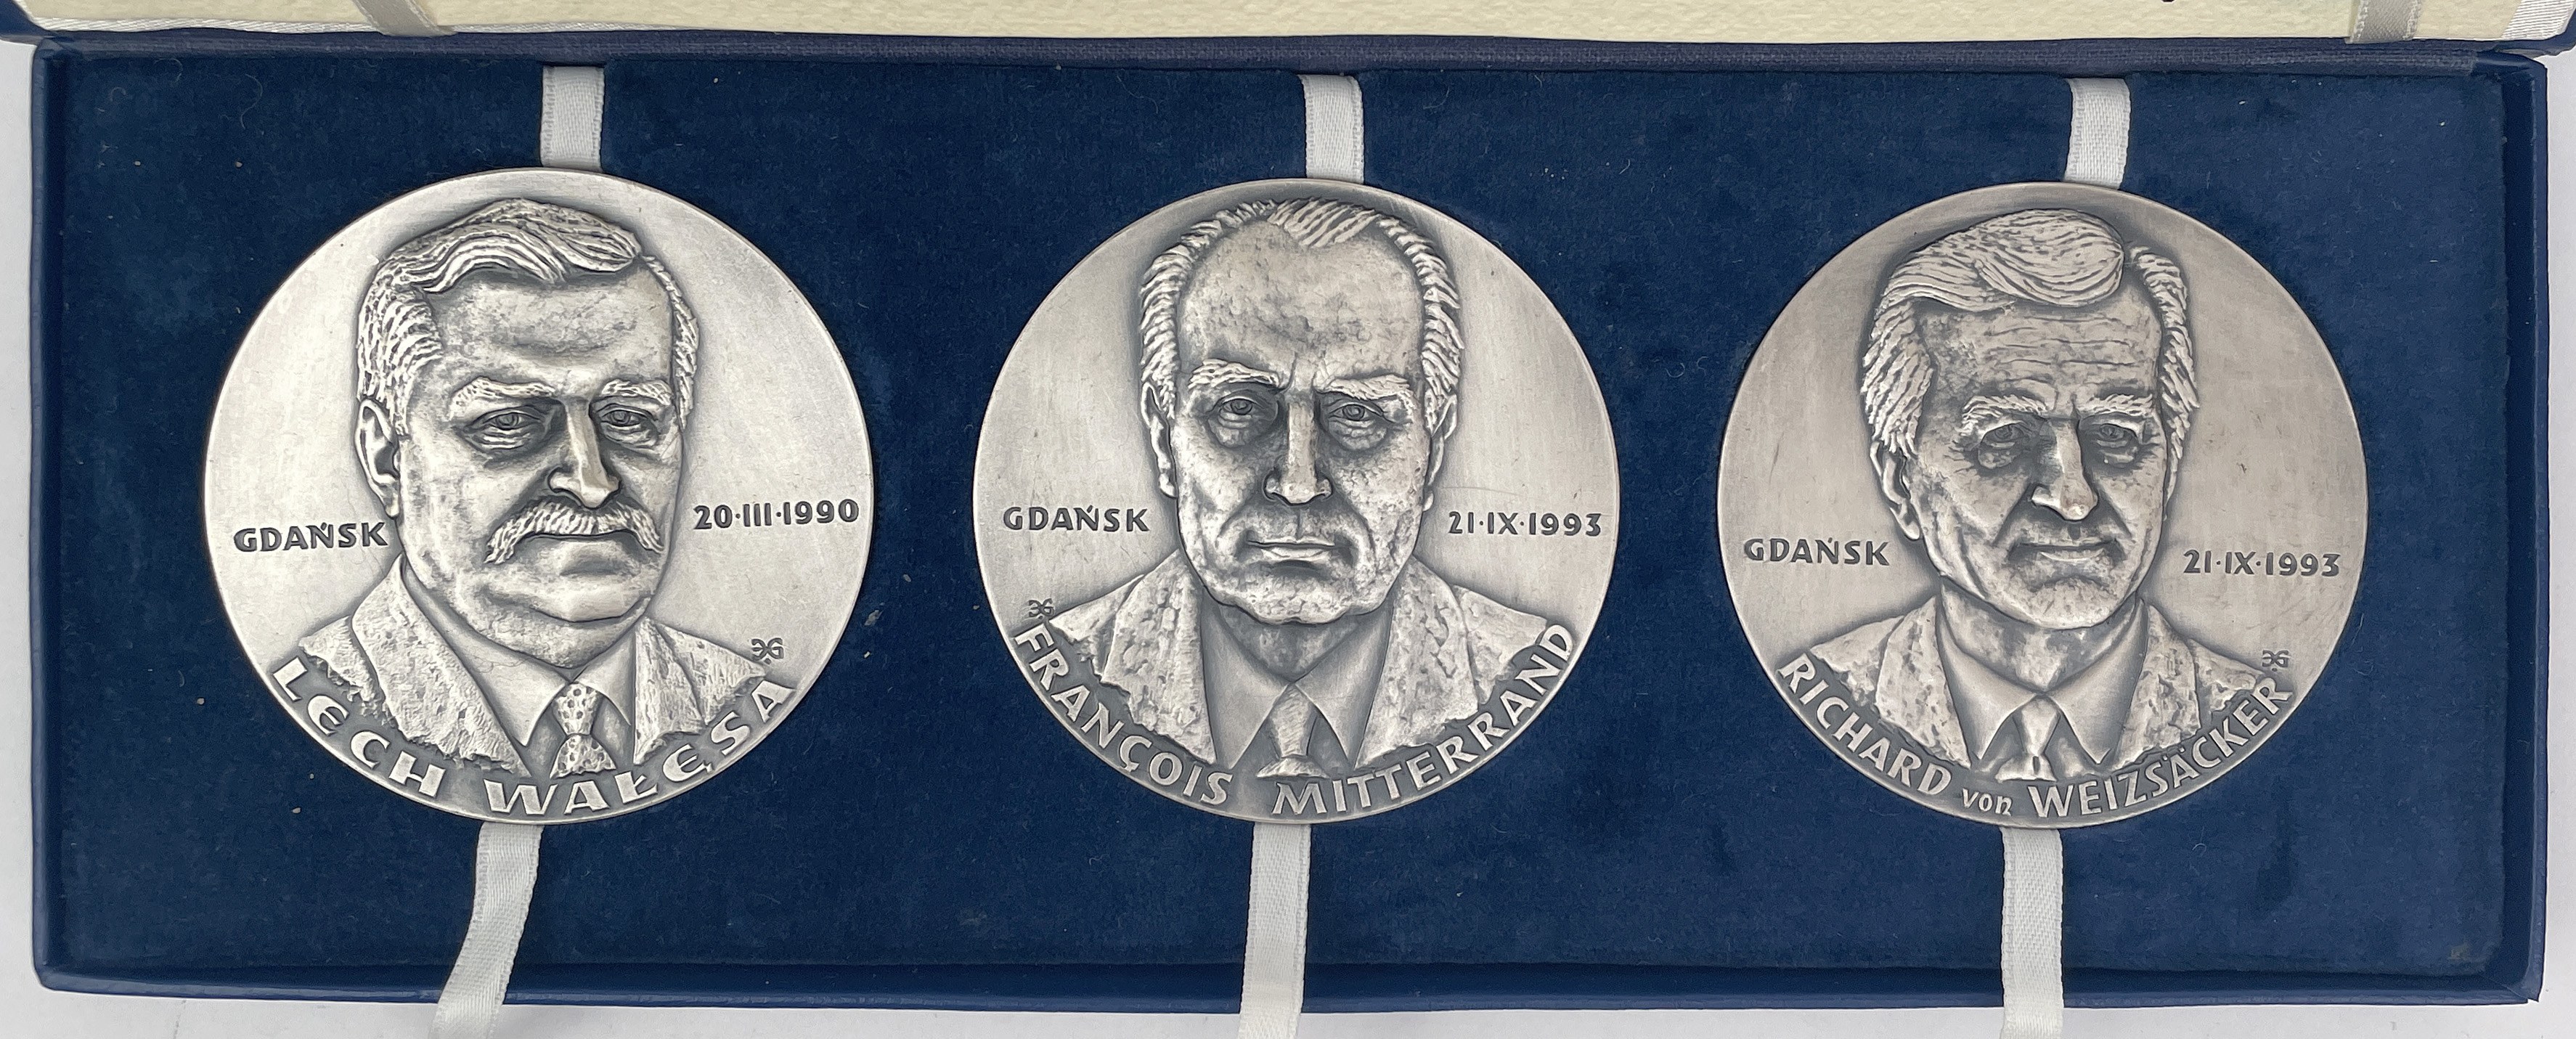 GDAŃSK
20·III·1990
LECH WAŁĘSA
GDAŃSK
21·IX·1993
FRANÇOIS MITTERRAND
GDAŃSK
21·IX·1993
RICHARD von WEIZSÄCKER